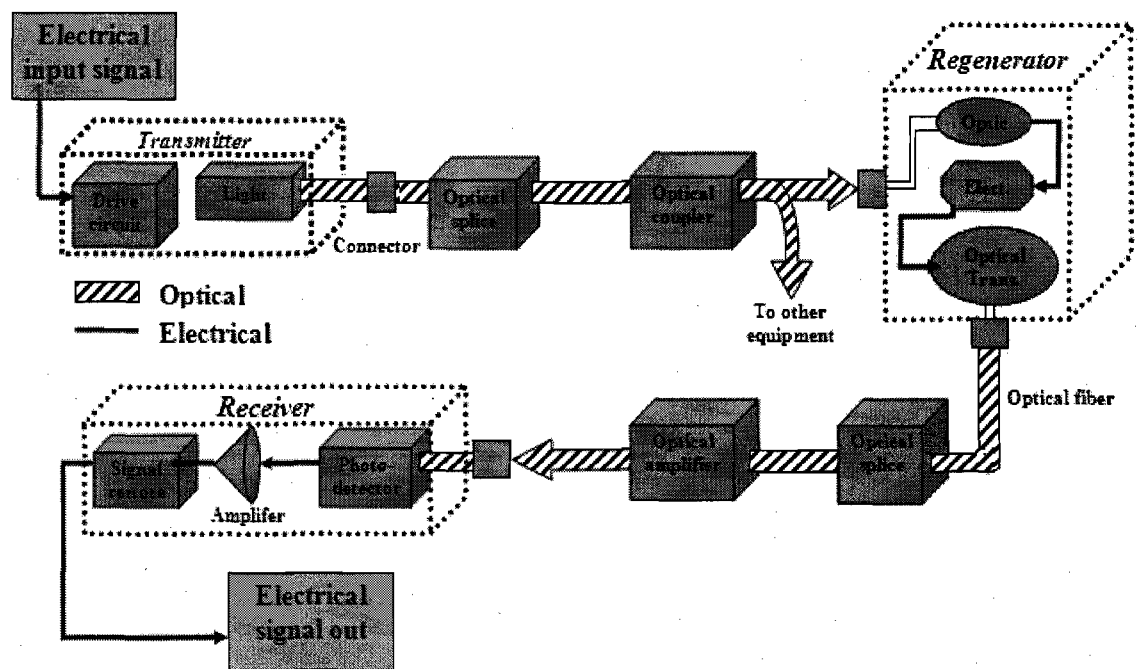 Electrical
input signal
Transmitter
Drive
circuit
Light
Connector
Optical
splice
Optical
coupler
To other
equipment
Regenerator
Optic
Elect
Optical
Trans.
Optical
Electrical
Optical fiber
Optical
splice
Optical
amplifier
Receiver
Photo-
detector
Amplifer
Signal
Electrical
signal out